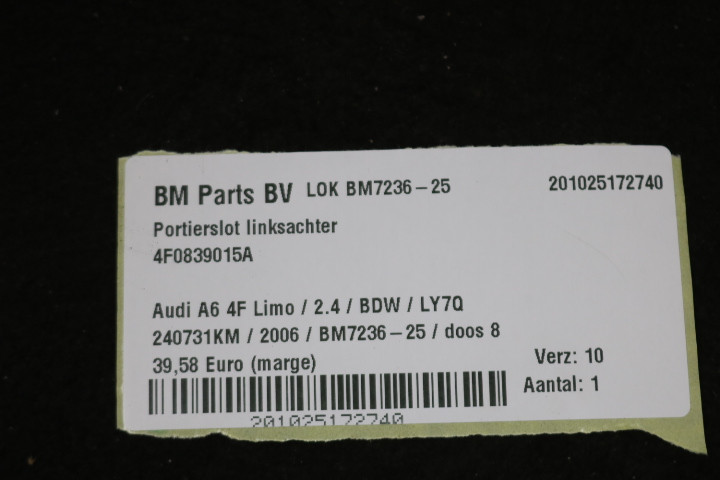 BM Parts BV LOK BM7236-25 201025172740
Portierslot linksachter
4F0839015A
Audi A6 4F Limo / 2.4 / BDW / LY7Q
240731KM / 2006 / BM7236-25 / doos 8
39,58 Euro (marge) Verz: 10
Aantal: 1
201025172740